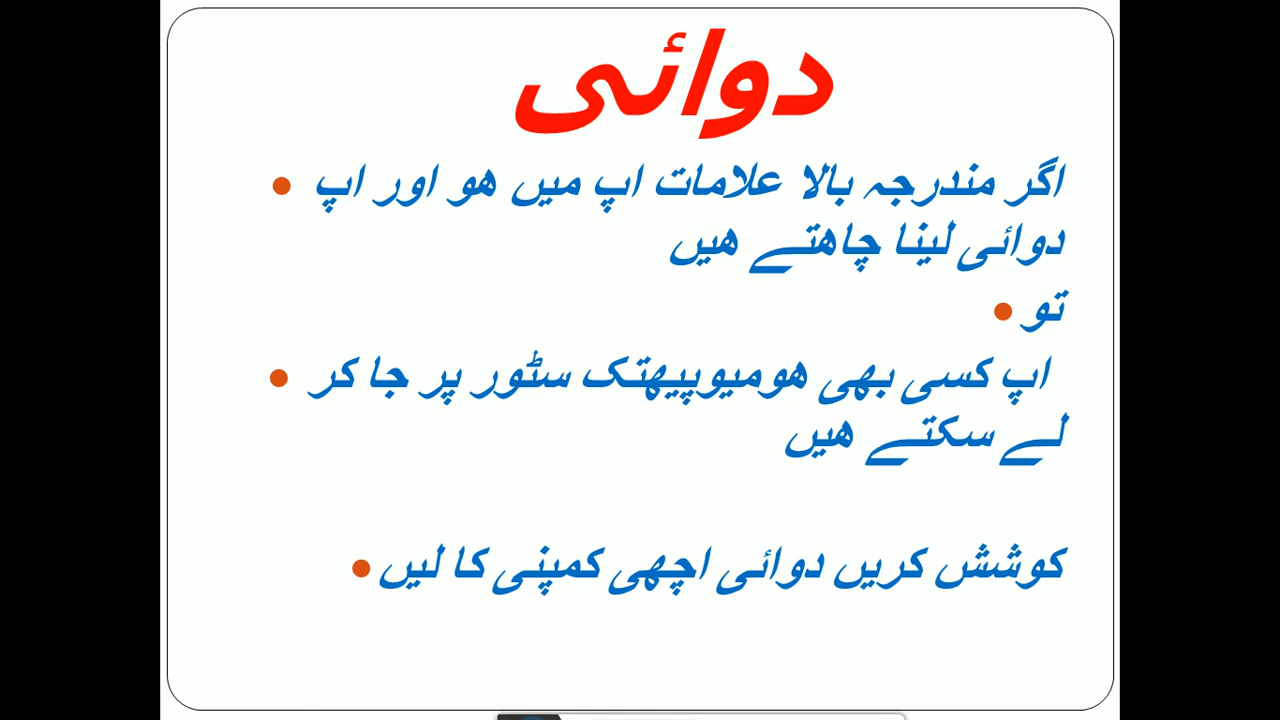 دوائی
اگر مندرجہ بالا علامات اپ میں ھو اور اپ •
دوائی لینا چاھتے ھیں
تو •
اپ کسی بھی ھومیوپیھتک سٹور پر جا کر •
لے سکتے ھیں
کوشش کریں دوائی اچھی کمپنی کا لیں •